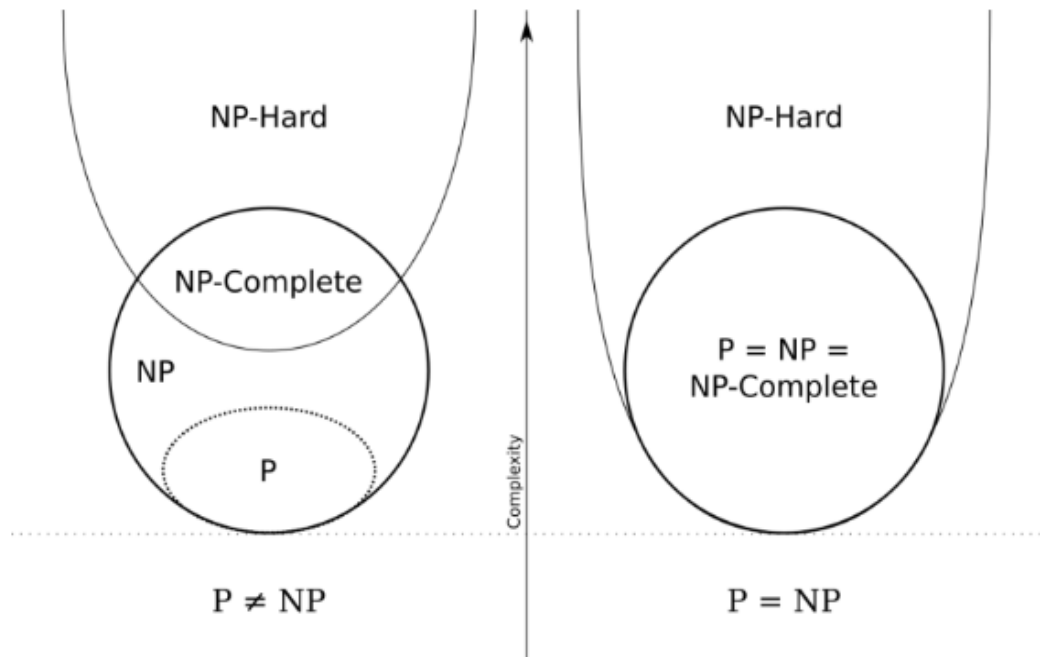 NP-Hard
NP-Complete
NP
P
P ≠ NP
Complexity
NP-Hard
P = NP =
NP-Complete
P = NP